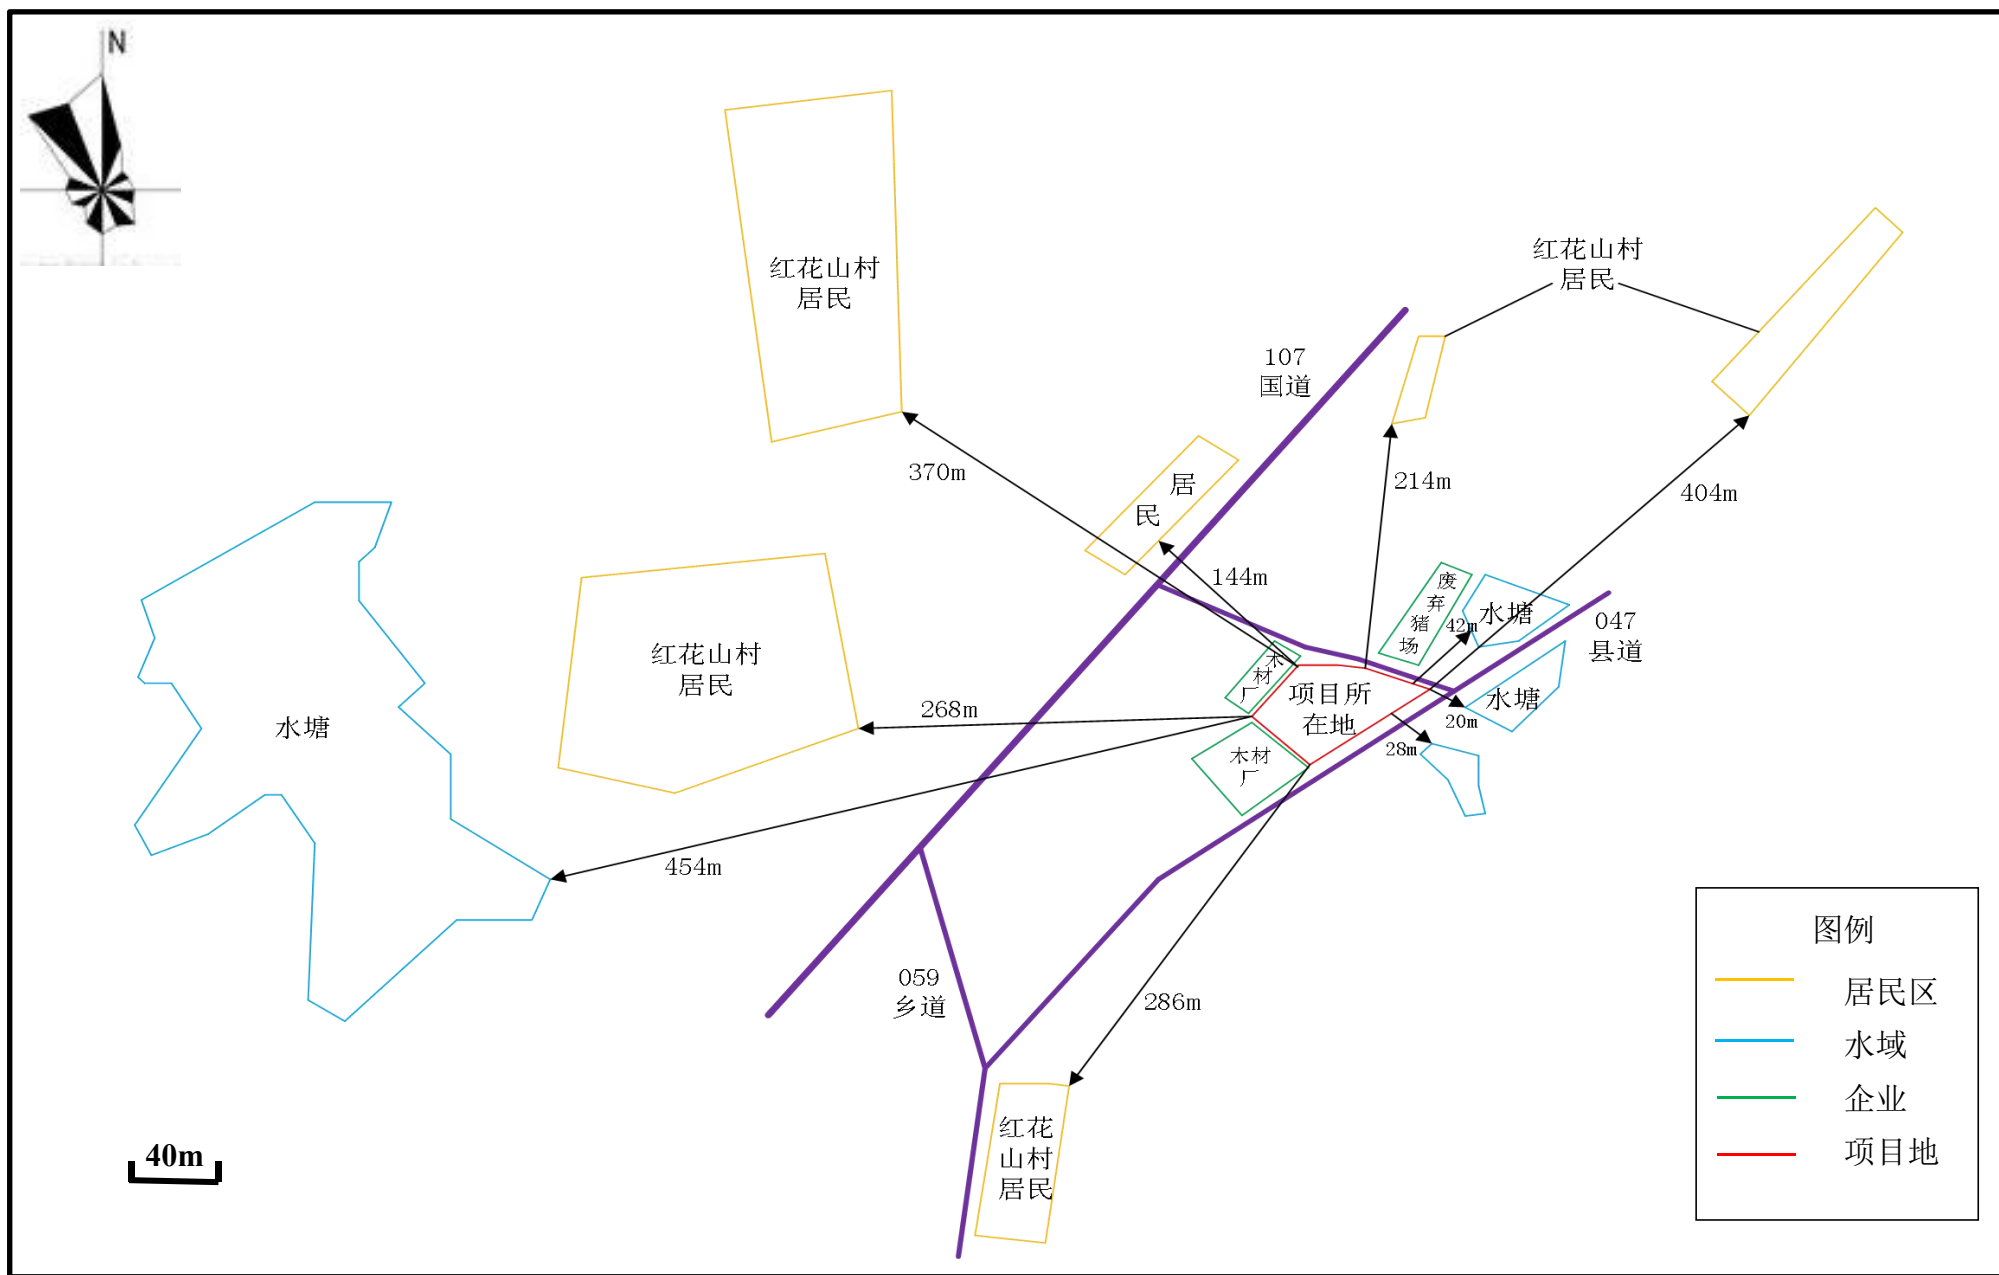 N
红花山村
居民
红花山村
居民
107
国道
370m
居
民
214m
404m
144m
废
弃
猪
场
水塘
42m
047
县道
红花山村
居民
木
材
厂
项目所
在地
水塘
20m
268m
水塘
28m
木材
厂
454m
图例
居民区
水域
企业
项目地
059
乡道
286m
红花
山村
居民
40m